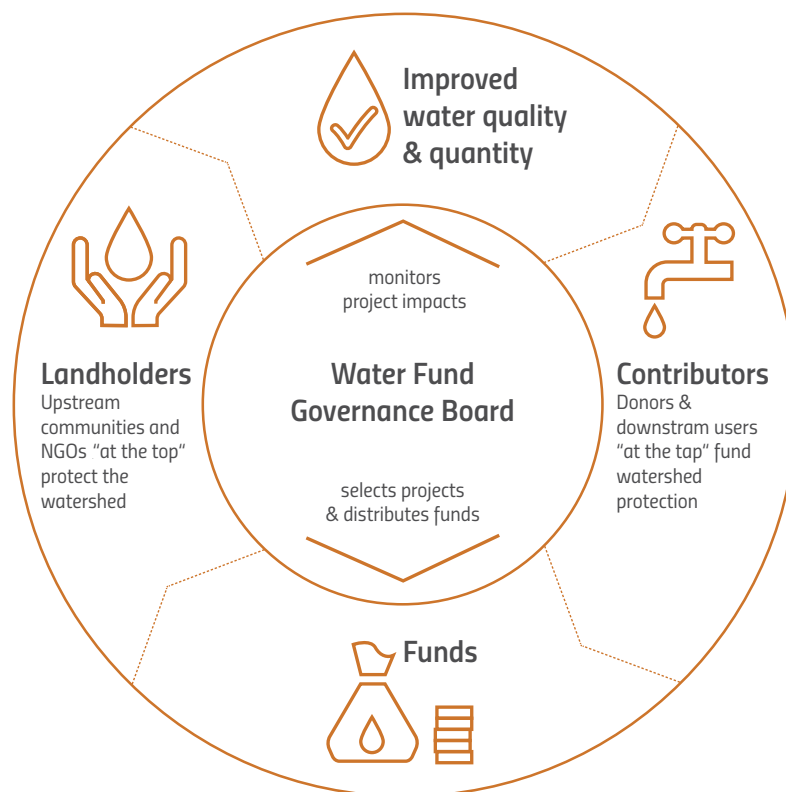 Improved
water quality
& quantity
monitors
project impacts
Landholders
Upstream
communities and
NGOs “at the top“
protect the
watershed
Water Fund
Governance Board
Contributors
Donors &
downstram users
“at the tap“ fund
watershed
protection
selects projects
& distributes funds
Funds